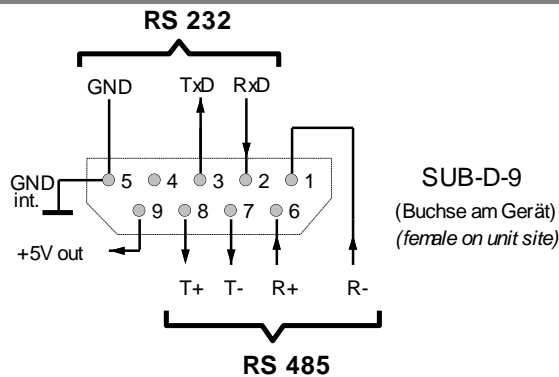 RS 232
GND TxD RxD
GND int. 5 4 3 2 1
9 8 7 6
+5V out
T+ T- R+ R-
RS 485
SUB-D-9
(Buchse am Gerät)
(female on unit site)